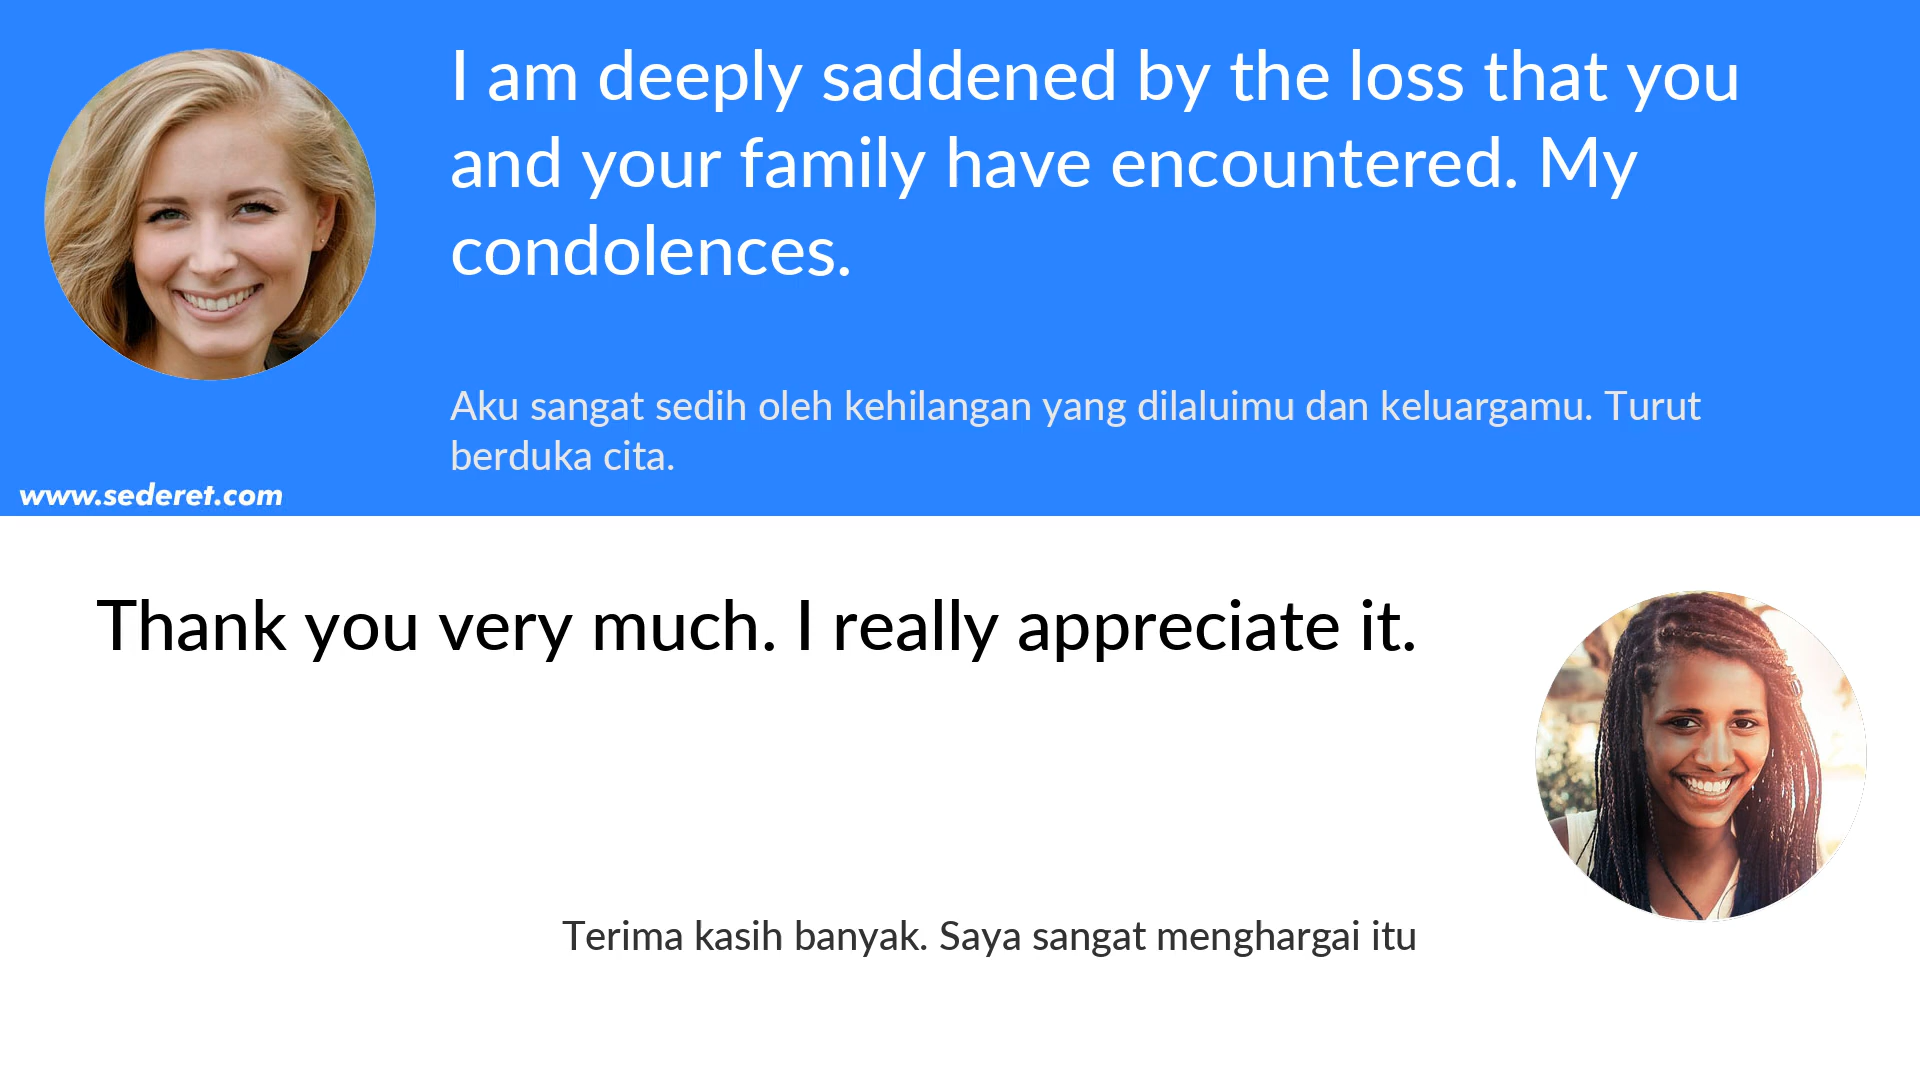 I am deeply saddened by the loss that you
and your family have encountered. My
condolences.
Aku sangat sedih oleh kehilangan yang dilaluimu dan keluargamu. Turut
berduka cita.
www.sederet.com
Thank you very much. I really appreciate it.
Terima kasih banyak. Saya sangat menghargai itu